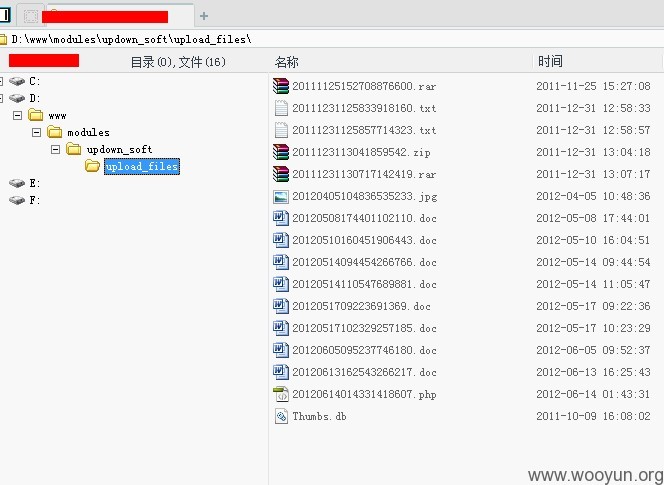 D:\www\modules\updown_soft\upload_files\
目录(0),文件(16) 名称 时间
C:
D:
www
modules
updown_soft
upload_files
E:
F:
20111125152708876600.rar 2011-11-25 15:27:08
20111231125833918160.txt 2011-12-31 12:58:33
20111231125857714323.txt 2011-12-31 12:58:57
2011123113041859542.zip 2011-12-31 13:04:18
20111231130717142419.rar 2011-12-31 13:07:17
20120405104836535233.jpg 2012-04-05 10:48:36
20120508174401102110.doc 2012-05-08 17:44:01
20120510160451906443.doc 2012-05-10 16:04:51
20120514094454266766.doc 2012-05-14 09:44:54
20120514110547689881.doc 2012-05-14 11:05:47
2012051709223691369.doc 2012-05-17 09:22:36
20120517102329257185.doc 2012-05-17 10:23:29
20120605095237746180.doc 2012-06-05 09:52:37
20120613162543266217.doc 2012-06-13 16:25:43
20120614014331418607.php 2012-06-14 01:43:31
Thumbs.db 2011-10-09 16:08:02
www.wooyun.org